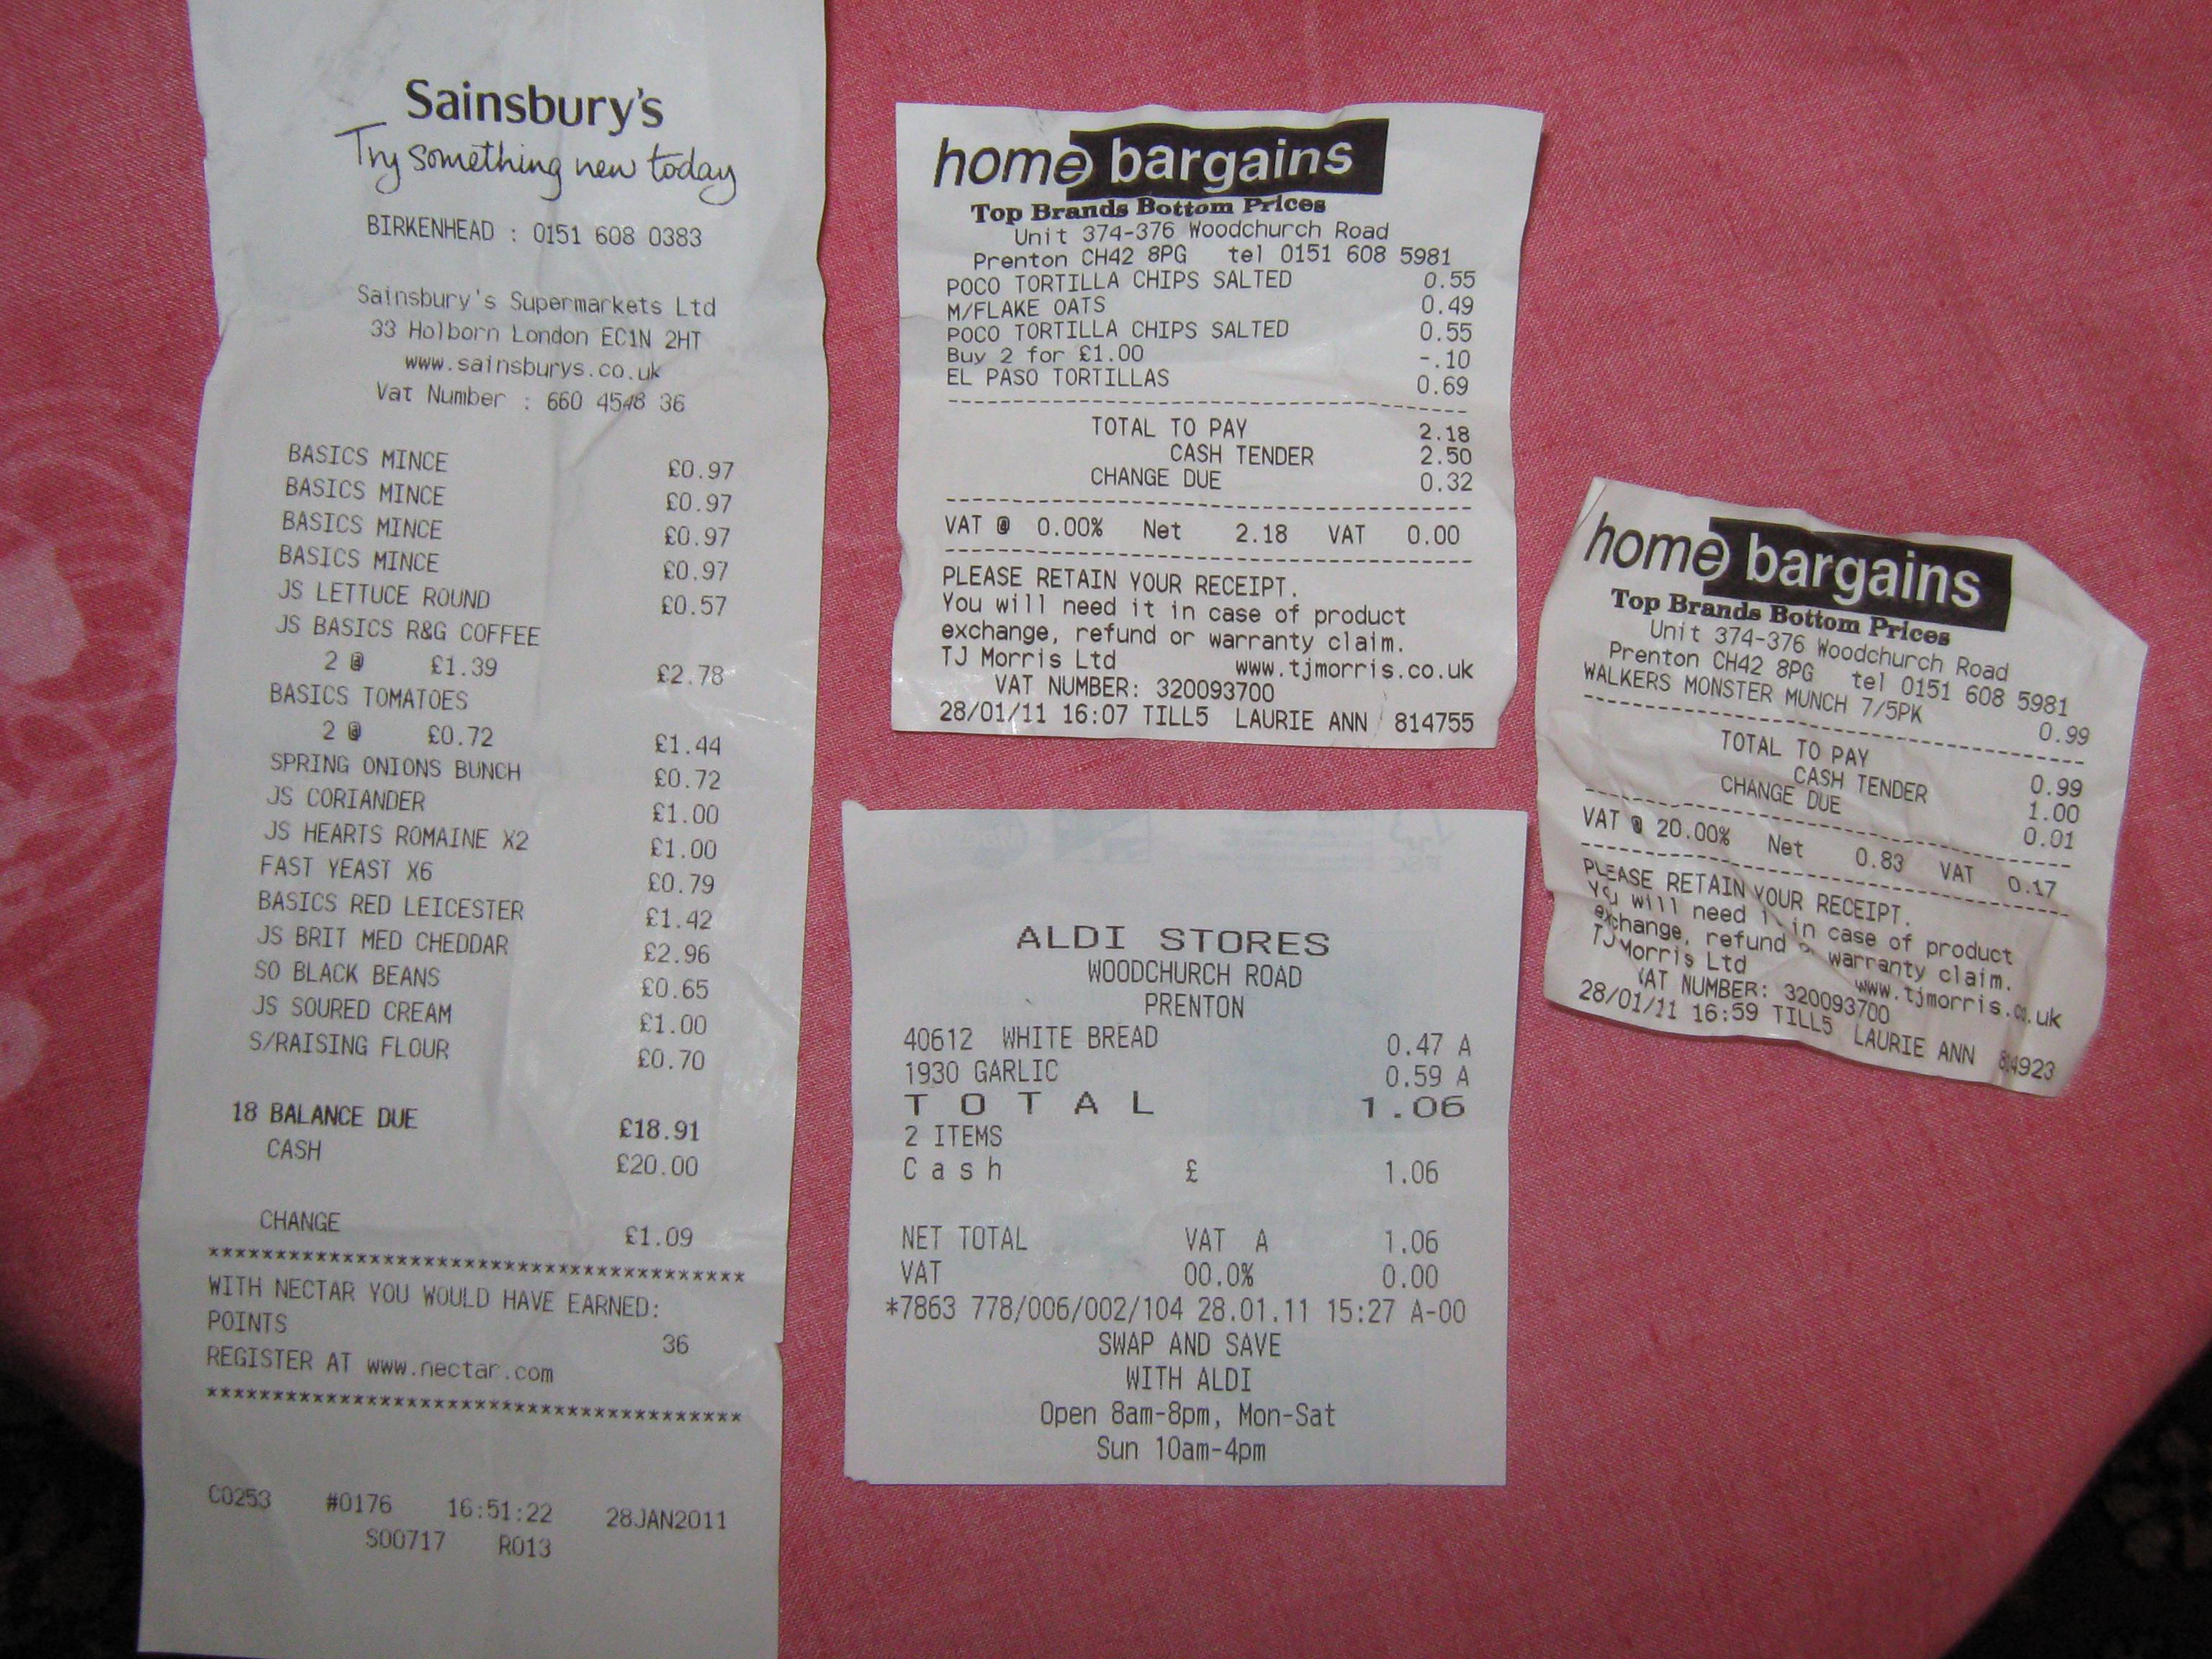 Sainsbury's
Try something new today
BIRKENHEAD : 0151 608 0383
Sainsbury's Supermarkets Ltd
33 Holborn London EC1N 2HT
www.sainsburys.co.uk
Vat Number : 660 4548 36
BASICS MINCE £0.97
BASICS MINCE £0.97
BASICS MINCE £0.97
BASICS MINCE £0.97
JS LETTUCE ROUND £0.57
JS BASICS R&G COFFEE
2 @ £1.39 £2.78
BASICS TOMATOES
2 @ £0.72 £1.44
SPRING ONIONS BUNCH £0.72
JS CORIANDER £1.00
JS HEARTS ROMAINE X2 £1.00
FAST YEAST X6 £0.79
BASICS RED LEICESTER £1.42
JS BRIT MED CHEDDAR £2.96
SO BLACK BEANS £0.65
JS SOURED CREAM £1.00
S/RAISING FLOUR £0.70
18 BALANCE DUE £18.91
CASH £20.00
CHANGE £1.09
****************************************
WITH NECTAR YOU WOULD HAVE EARNED:
POINTS 36
REGISTER AT www.nectar.com
****************************************
C0253 #0176 16:51:22 28JAN2011
S00717 R013
home bargains
Top Brands Bottom Prices
Unit 374-376 Woodchurch Road
Prenton CH42 8PG tel 0151 608 5981
POCO TORTILLA CHIPS SALTED 0.55
M/FLAKE OATS 0.49
POCO TORTILLA CHIPS SALTED 0.55
Buy 2 for £1.00 -.10
EL PASO TORTILLAS 0.69
TOTAL TO PAY 2.18
CASH TENDER 2.50
CHANGE DUE 0.32
VAT @ 0.00% Net 2.18 VAT 0.00
PLEASE RETAIN YOUR RECEIPT.
You will need it in case of product
exchange, refund or warranty claim.
TJ Morris Ltd www.tjmorris.co.uk
VAT NUMBER: 320093700
28/01/11 16:07 TILL5 LAURIE ANN 814755
ALDI STORES
WOODCHURCH ROAD
PRENTON
40612 WHITE BREAD 0.47 A
1930 GARLIC 0.59 A
TOTAL 1.06
2 ITEMS
Cash £ 1.06
NET TOTAL VAT A 1.06
VAT 00.0% 0.00
*7863 778/006/002/104 28.01.11 15:27 A-00
SWAP AND SAVE
WITH ALDI
Open 8am-8pm, Mon-Sat
Sun 10am-4pm
home bargains
Top Brands Bottom Prices
Unit 374-376 Woodchurch Road
Prenton CH42 8PG tel 0151 608 5981
WALKERS MONSTER MUNCH 7/5PK 0.99
TOTAL TO PAY 0.99
CASH TENDER 1.00
CHANGE DUE 0.01
VAT @ 20.00% Net 0.83 VAT 0.17
PLEASE RETAIN YOUR RECEIPT.
You will need it in case of product
exchange, refund or warranty claim.
TJ Morris Ltd www.tjmorris.co.uk
VAT NUMBER: 320093700
28/01/11 16:59 TILL5 LAURIE ANN 814923